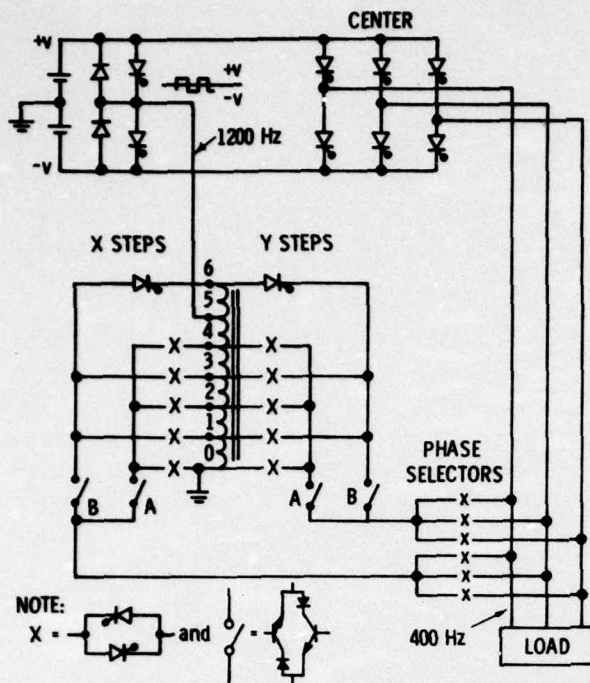 CENTER
+V
+V
-V
1200 Hz
-V
X STEPS
Y STEPS
6
5
4
X
X
3
X
X
2
X
X
1
X
X
0
X
X
PHASE
SELECTORS
B
A
A
B
X
X
X
X
X
X
NOTE:
X =
and
=
400 Hz
LOAD